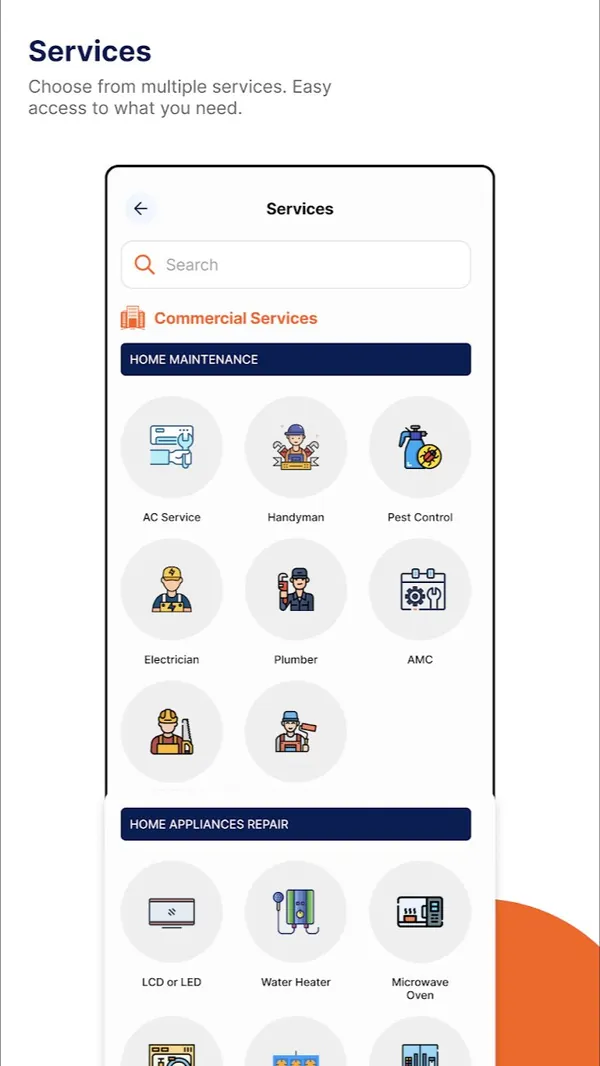 Services
Choose from multiple services. Easy
access to what you need.
Services
Search
Commercial Services
HOME MAINTENANCE
AC Service
Handyman
Pest Control
Electrician
Plumber
AMC
HOME APPLIANCES REPAIR
LCD or LED
Water Heater
Microwave
Oven